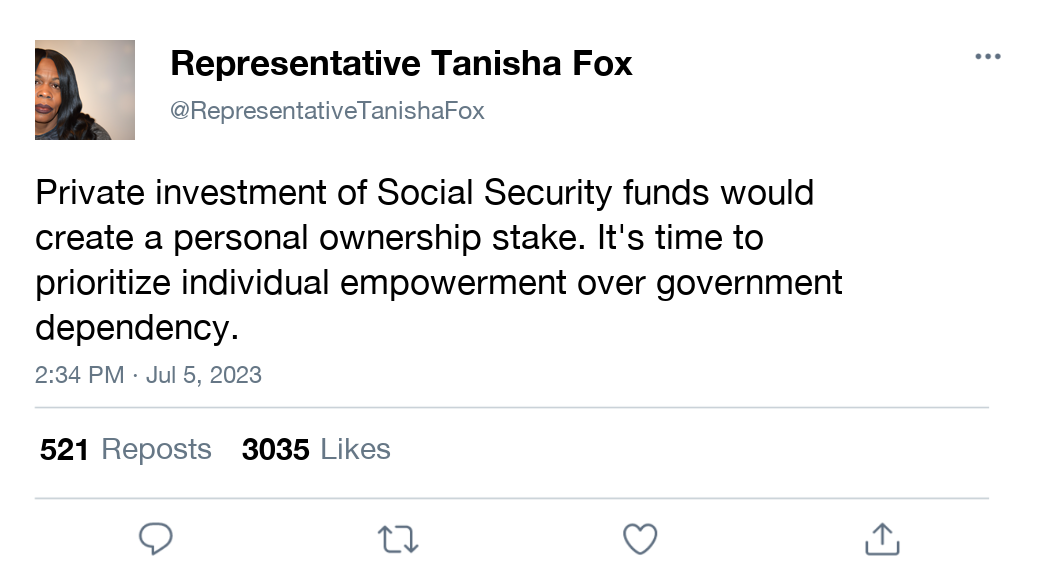 Representative Tanisha Fox
@RepresentativeTanishaFox
Private investment of Social Security funds would
create a personal ownership stake. It's time to
prioritize individual empowerment over government
dependency.
2:34 PM · Jul 5, 2023
521 Reposts 3035 Likes